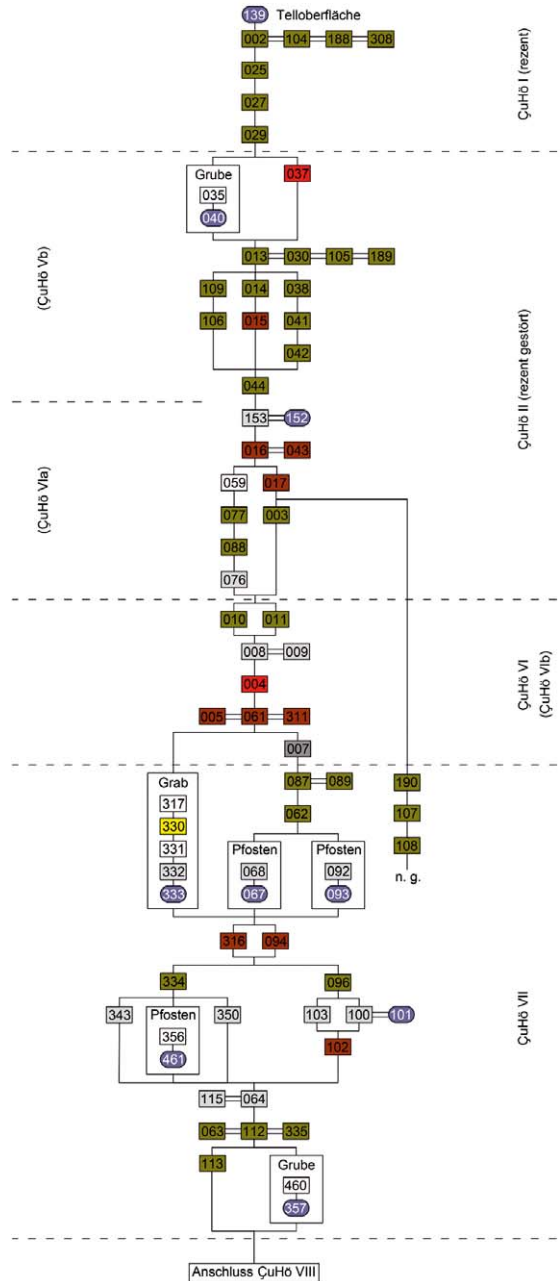 139 Telloberfläche
002 104 188 308
025
027
029
ÇuHö I (rezent)
Grube 037
035
040
013 030 105 189
109 014 038
106 015 041
042
044
(ÇuHö Vb)
ÇuHö II (rezent gestört)
153 152
016 043
059 017
077 003
088
076
(ÇuHö VIa)
010 011
008 009
004
005 061 311
007
ÇuHö VI
(ÇuHö VIb)
Grab 087 089 190
317 062 107
330 108
331 Pfosten Pfosten n. g.
332 068 092
333 067 093
316 094
334 096
343 Pfosten 350 103 100 101
356 102
461
115 064
063 112 335
113 Grube
460
357
ÇuHö VII
Anschluss ÇuHö VIII